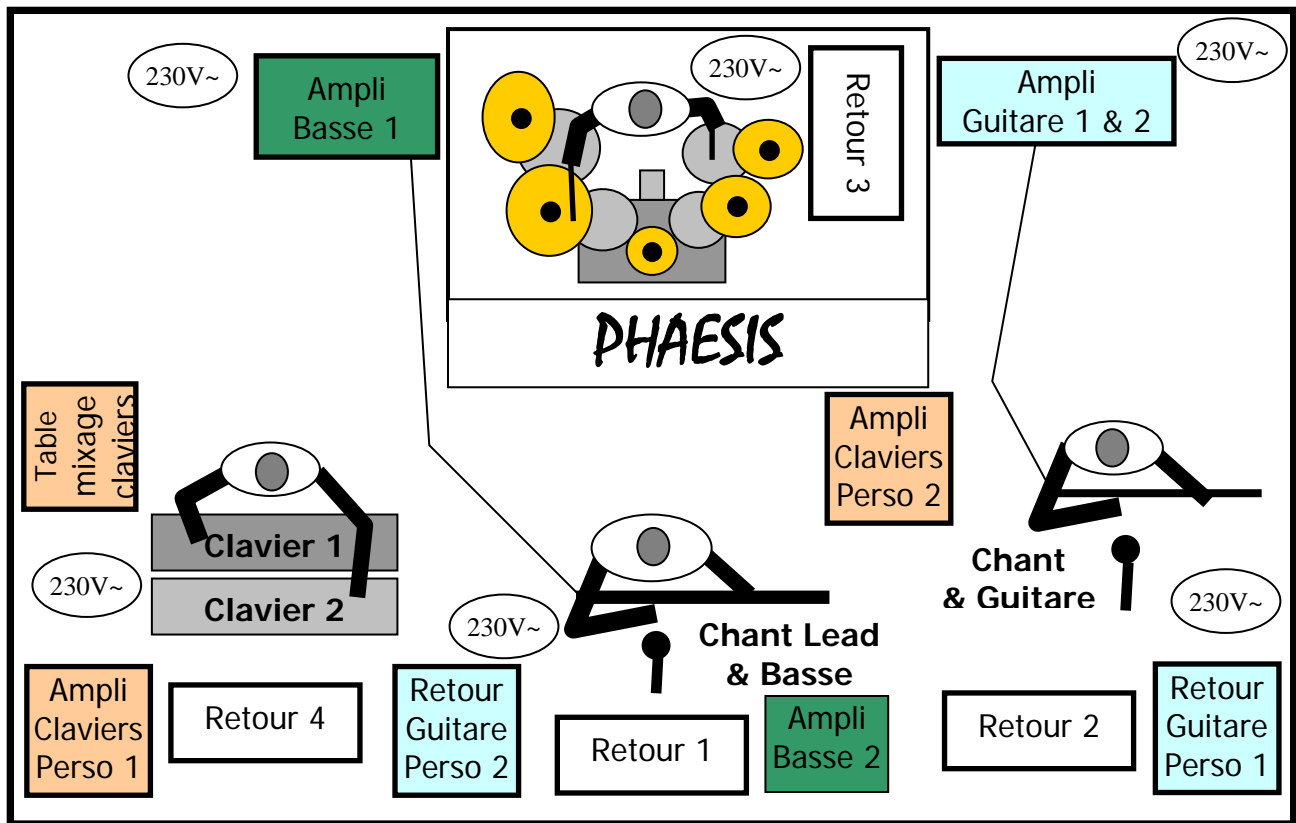 230V~
Ampli
Basse 1
230V~
Retour 3
Ampli
Guitare 1 & 2
230V~
PHAESIS
Table
mixage
claviers
Ampli
Claviers
Perso 2
Clavier 1
Clavier 2
230V~
230V~
Chant Lead
& Basse
Chant
& Guitare
230V~
Ampli
Claviers
Perso 1
Retour 4
Retour
Guitare
Perso 2
Retour 1
Ampli
Basse 2
Retour 2
Retour
Guitare
Perso 1